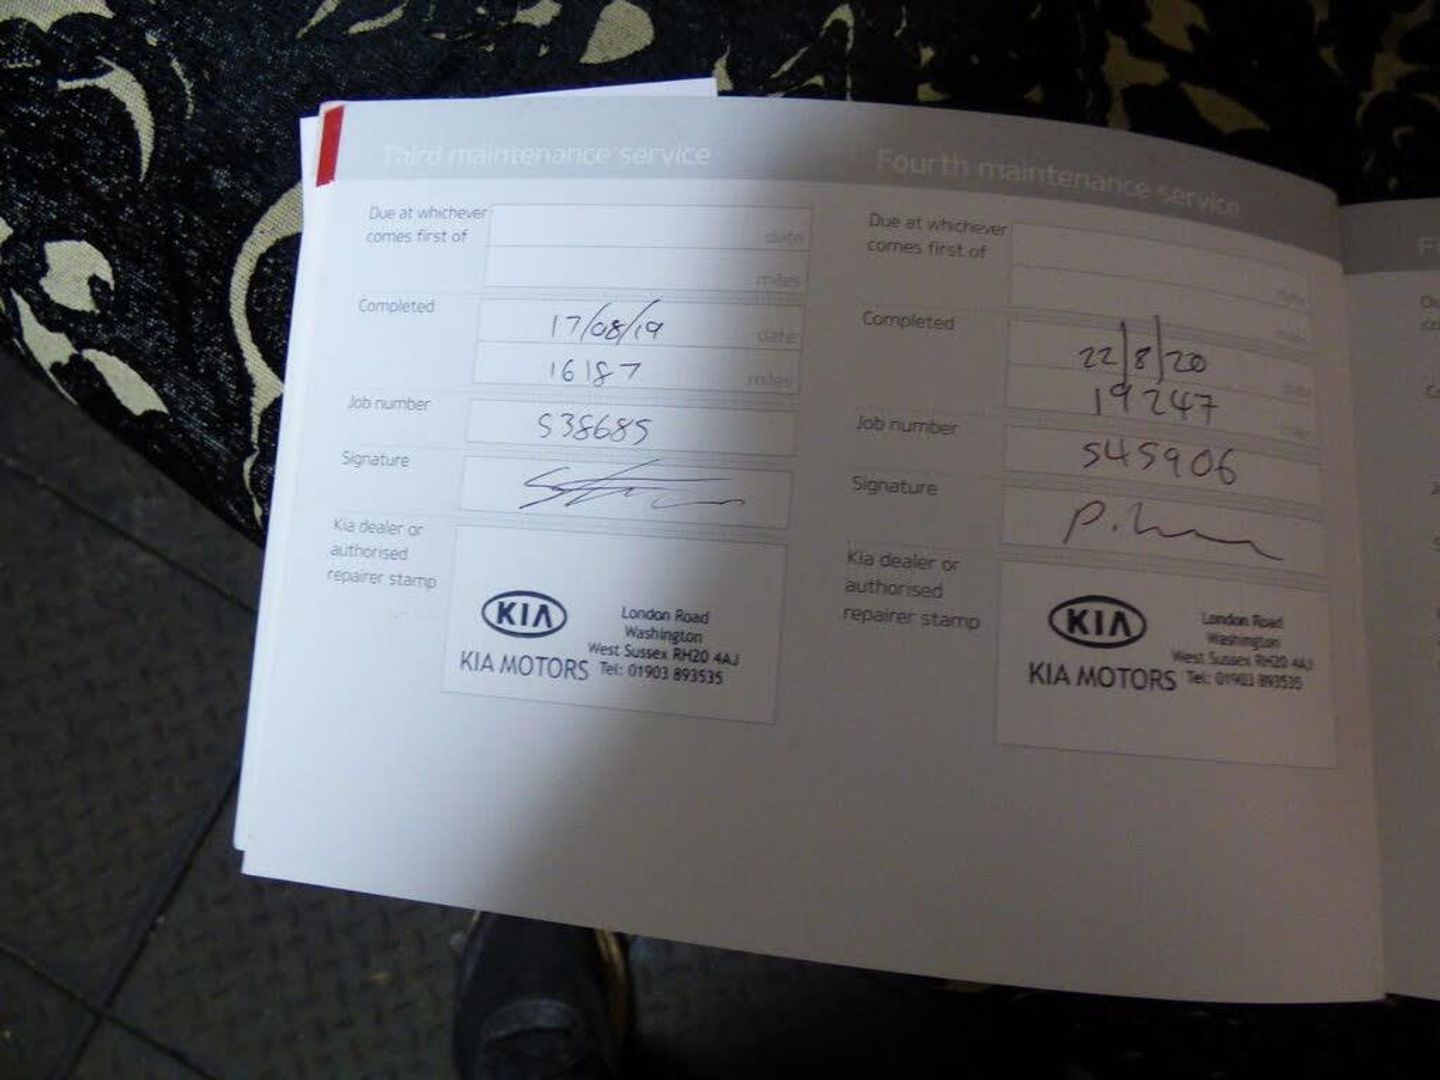 Third maintenance service
Due at whichever
comes first of
date
miles
Completed
17/08/19
date
16187
miles
Job number
S38685
Signature
Kia dealer or
authorised
repairer stamp
KIA
KIA MOTORS
London Road
Washington
West Sussex RH20 4AJ
Tel: 01903 893535
Fourth maintenance service
Due at whichever
comes first of
date
miles
Completed
22/8/20
date
19247
miles
Job number
S45906
Signature
Kia dealer or
authorised
repairer stamp
KIA
KIA MOTORS
London Road
Washington
West Sussex RH20 4AJ
Tel: 01903 893535